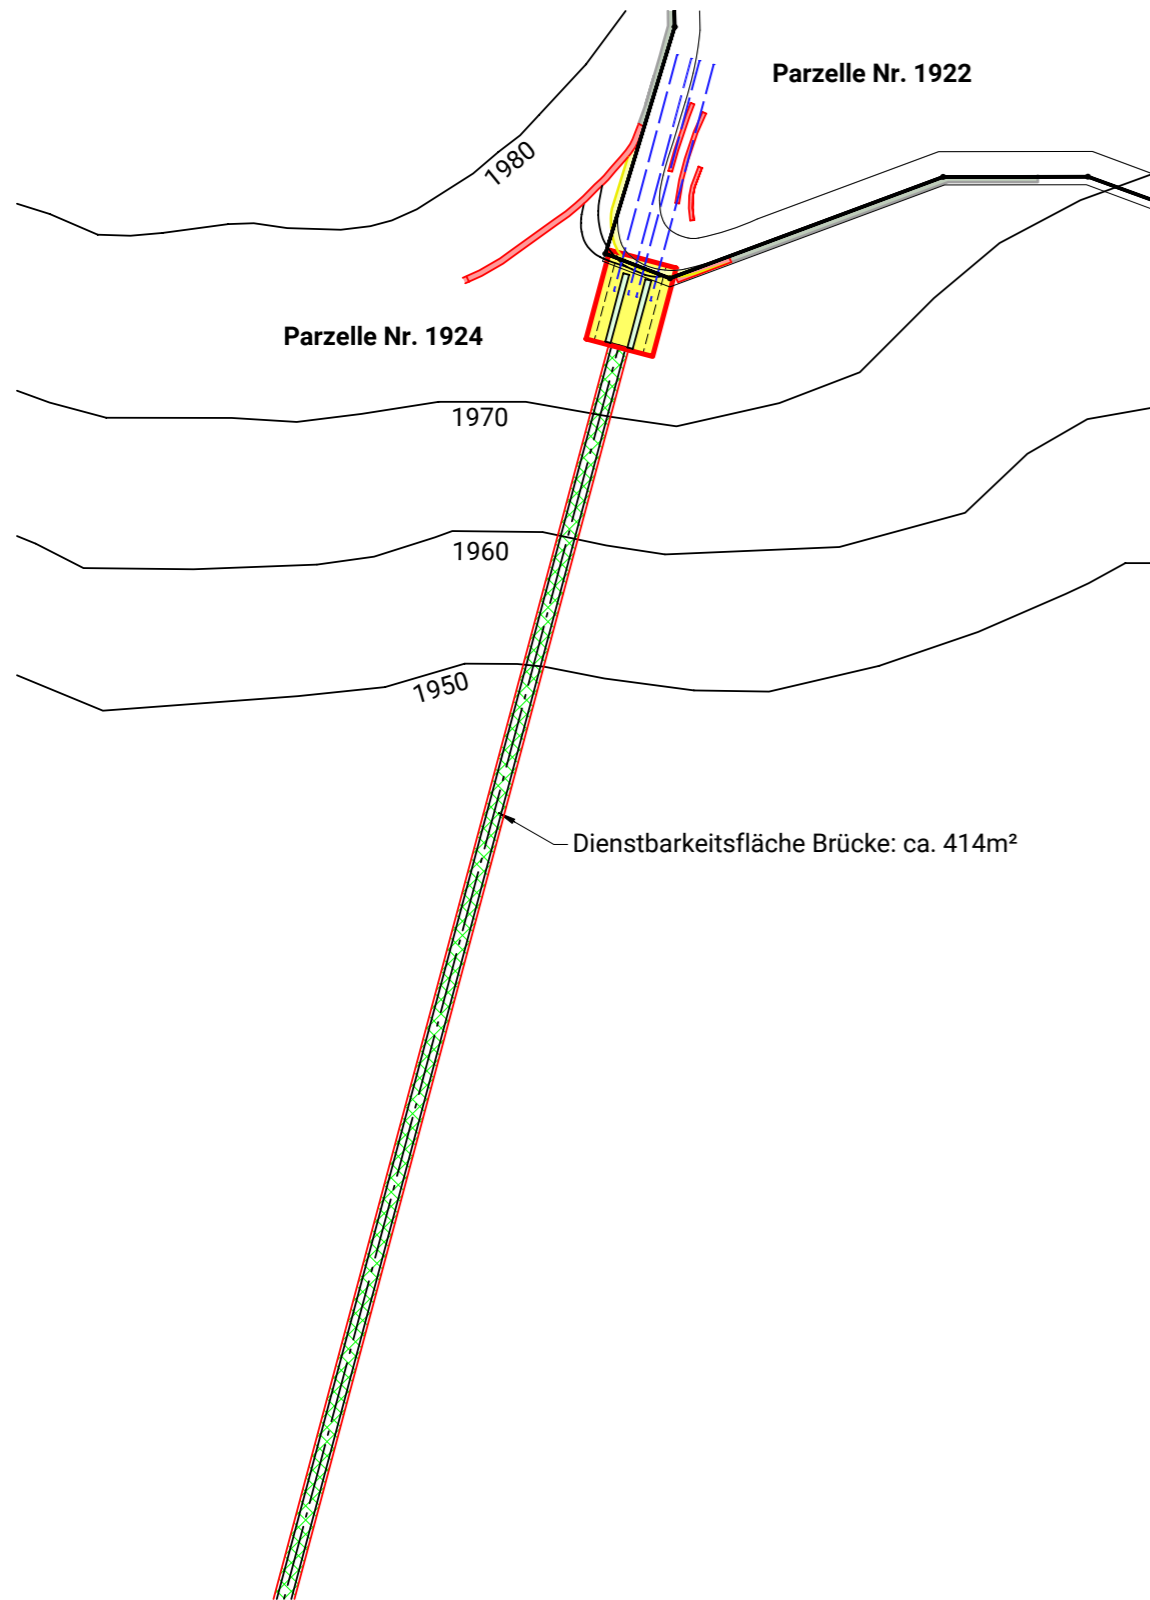 Parzelle Nr. 1922
1980
Parzelle Nr. 1924
1970
1960
1950
Dienstbarkeitsfläche Brücke: ca. 414m²